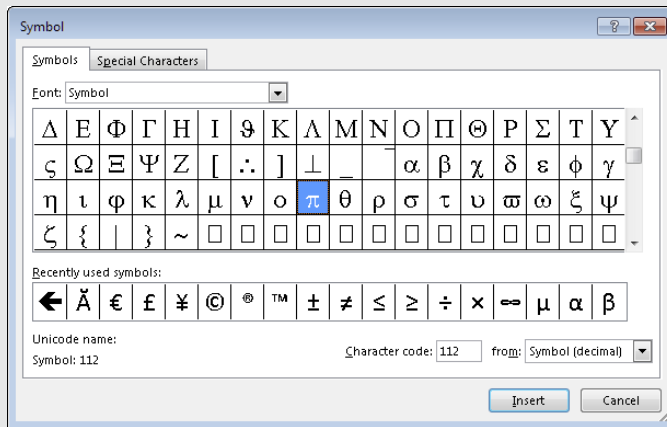 Symbol
Symbols Special Characters
Font: Symbol
Δ Ε Φ Γ Η Ι ϑ Κ Λ Μ Ν Ο Π Θ Ρ Σ Τ Υ
ς Ω Ξ Ψ Ζ [ ∴ ] ⊥ _ ‾ α β χ δ ε ϕ γ
η ι φ κ λ μ ν ο π θ ρ σ τ υ ϖ ω ξ ψ
ζ { | } ~ □ □ □ □ □ □ □ □ □ □ □ □ □
Recently used symbols:
🡰 Ă € £ ¥ © ® ™ ± ≠ ≤ ≥ ÷ × ∞ µ α β
Unicode name:
Symbol: 112
Character code: 112 from: Symbol (decimal)
Insert Cancel